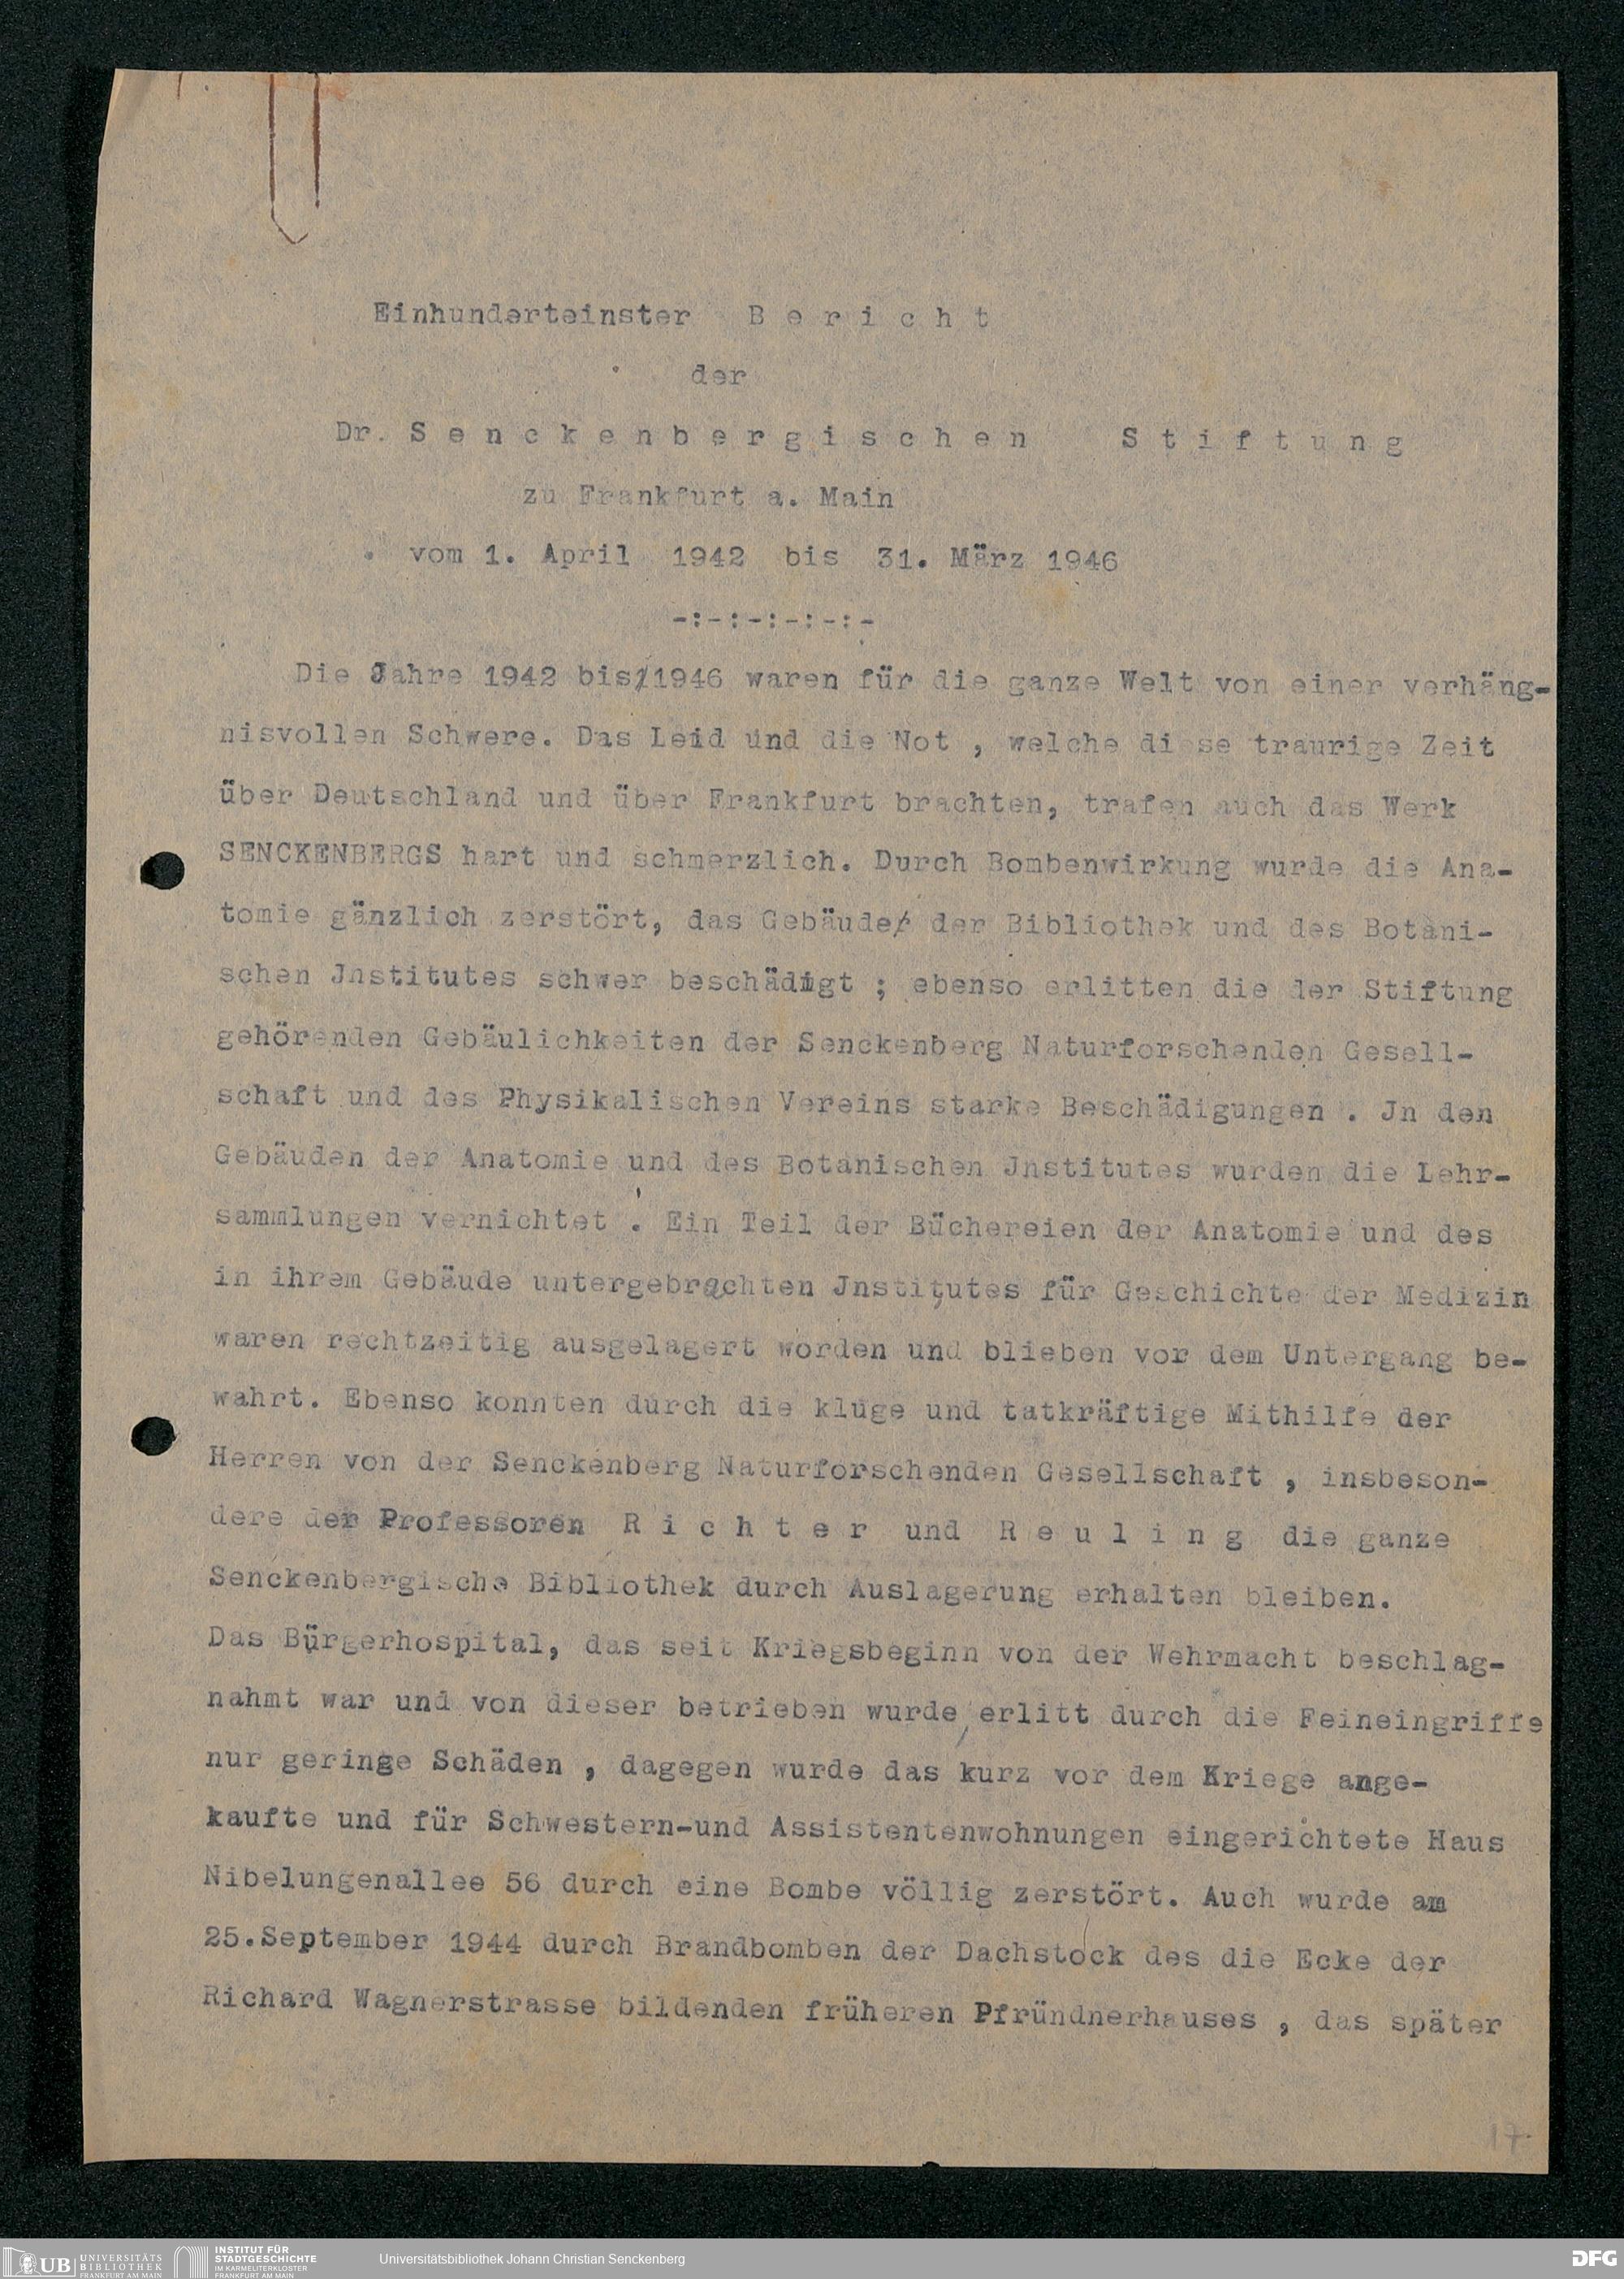 Einhunderteinster B e r i c h t
der
Dr. S e n c k e n b e r g i s c h e n S t i f t u n g
zu Frankfurt a. Main
vom 1. April 1942 bis 31. März 1946
-:-:-:-:-:-
Die Jahre 1942 bis 1946 waren für die ganze Welt von einer verhäng-
nisvollen Schwere. Das Leid und die Not , welche diese traurige Zeit
über Deutschland und über Frankfurt brachten, trafen auch das Werk
SENCKENBERGS hart und schmerzlich. Durch Bombenwirkung wurde die Ana-
tomie gänzlich zerstört, das Gebäude der Bibliothek und des Botani-
schen Jnstitutes schwer beschädigt ; ebenso erlitten die der Stiftung
gehörenden Gebäulichkeiten der Senckenberg Naturforschenden Gesell-
schaft und des Physikalischen Vereins starke Beschädigungen . Jn den
Gebäuden der Anatomie und des Botanischen Jnstitutes wurden die Lehr-
sammlungen vernichtet . Ein Teil der Büchereien der Anatomie und des
in ihrem Gebäude untergebrachten Jnstitutes für Geschichte der Medizin
waren rechtzeitig ausgelagert worden und blieben vor dem Untergang be-
wahrt. Ebenso konnten durch die kluge und tatkräftige Mithilfe der
Herren von der Senckenberg Naturforschenden Gesellschaft , insbeson-
dere der Professoren R i c h t e r und R e u l i n g die ganze
Senckenbergische Bibliothek durch Auslagerung erhalten bleiben.
Das Bürgerhospital, das seit Kriegsbeginn von der Wehrmacht beschlag-
nahmt war und von dieser betrieben wurde, erlitt durch die Feineingriffe
nur geringe Schäden , dagegen wurde das kurz vor dem Kriege ange-
kaufte und für Schwestern-und Assistentenwohnungen eingerichtete Haus
Nibelungenallee 56 durch eine Bombe völlig zerstört. Auch wurde am
25.September 1944 durch Brandbomben der Dachstock des die Ecke der
Richard Wagnerstrasse bildenden früheren Pfründnerhauses , das später
17
UB UNIVERSITÄTS
BIBLIOTHEK
FRANKFURT AM MAIN
INSTITUT FÜR
STADTGESCHICHTE
IM KARMELITERKLOSTER
FRANKFURT AM MAIN
Universitätsbibliothek Johann Christian Senckenberg
DFG